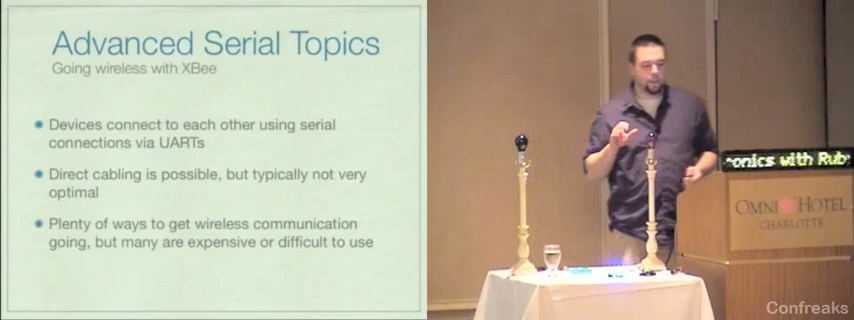 Advanced Serial Topics
Going wireless with XBee
Devices connect to each other using serial
connections via UARTs
Direct cabling is possible, but typically not very
optimal
Plenty of ways to get wireless communication
going, but many are expensive or difficult to use
onics with Rub
OMNI HOTEL
CHARLOTTE
Confreaks